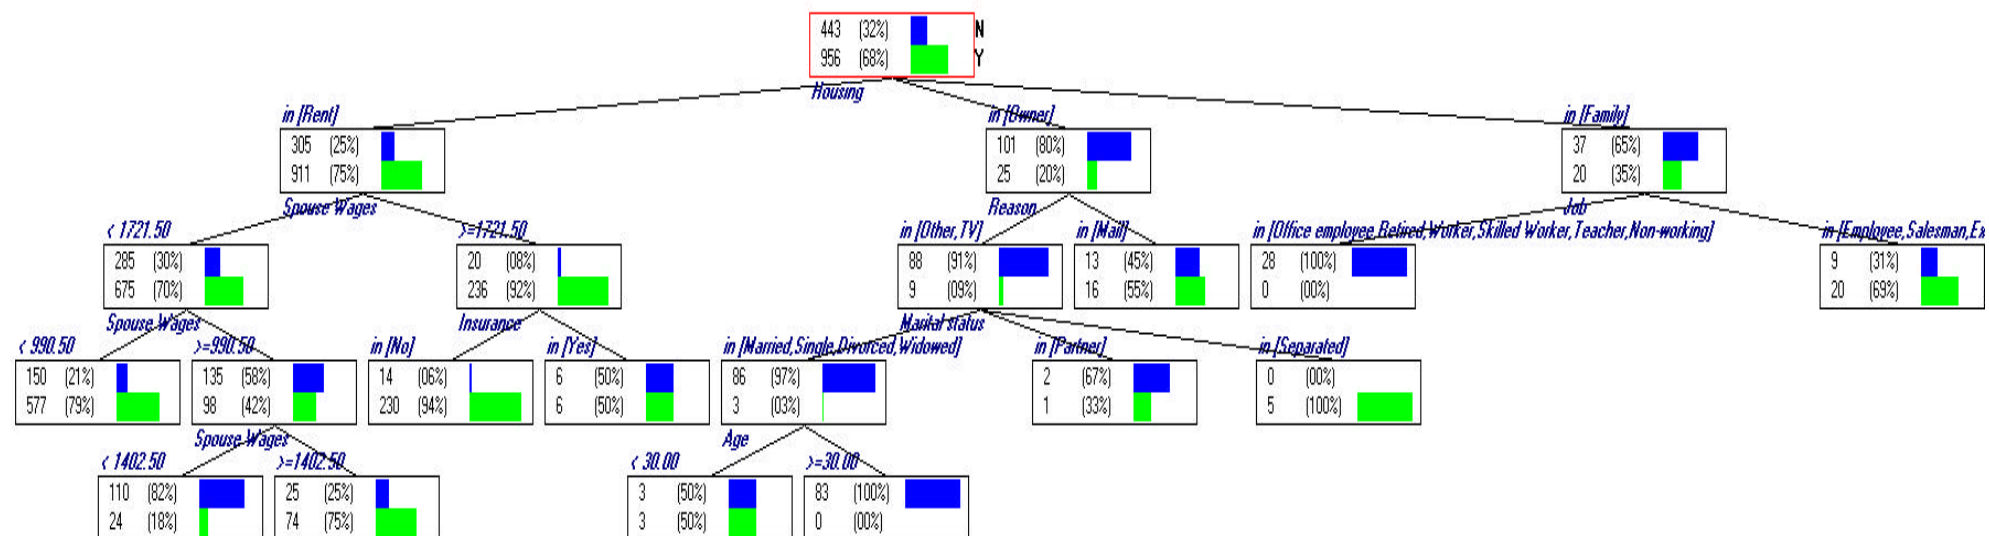 443 (32%) N
956 (68%) Y
Housing
in [Rent]
305 (25%)
911 (75%)
Spouse Wages
in [Owner]
101 (80%)
25 (20%)
Reason
in [Family]
37 (65%)
20 (35%)
Job
< 1721.50
285 (30%)
675 (70%)
Spouse Wages
>=1721.50
20 (08%)
236 (92%)
Insurance
in [Other,TV]
88 (91%)
9 (09%)
Marital status
in [Mail]
13 (45%)
16 (55%)
in [Office employee,Retired,Worker,Skilled Worker,Teacher,Non-working]
28 (100%)
0 (00%)
in [Employee,Salesman,Ex
9 (31%)
20 (69%)
< 990.50
150 (21%)
577 (79%)
>=990.50
135 (58%)
98 (42%)
Spouse Wages
in [No]
14 (06%)
230 (94%)
in [Yes]
6 (50%)
6 (50%)
in [Married,Single,Divorced,Widowed]
86 (97%)
3 (03%)
Age
in [Partner]
2 (67%)
1 (33%)
in [Separated]
0 (00%)
5 (100%)
< 1402.50
110 (82%)
24 (18%)
>=1402.50
25 (25%)
74 (75%)
< 30.00
3 (50%)
3 (50%)
>=30.00
83 (100%)
0 (00%)